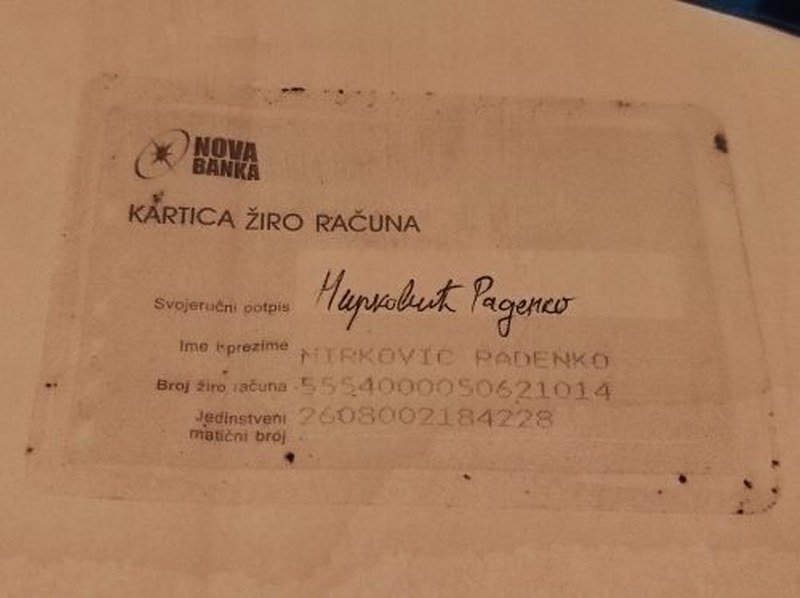 NOVA
BANKA
KARTICA ŽIRO RAČUNA
Svojeručni potpis Мирковић Раденко
Ime i prezime MIRKOVIC RADENKO
Broj žiro računa 5554000050621014
Jedinstveni matični broj 2608002184228